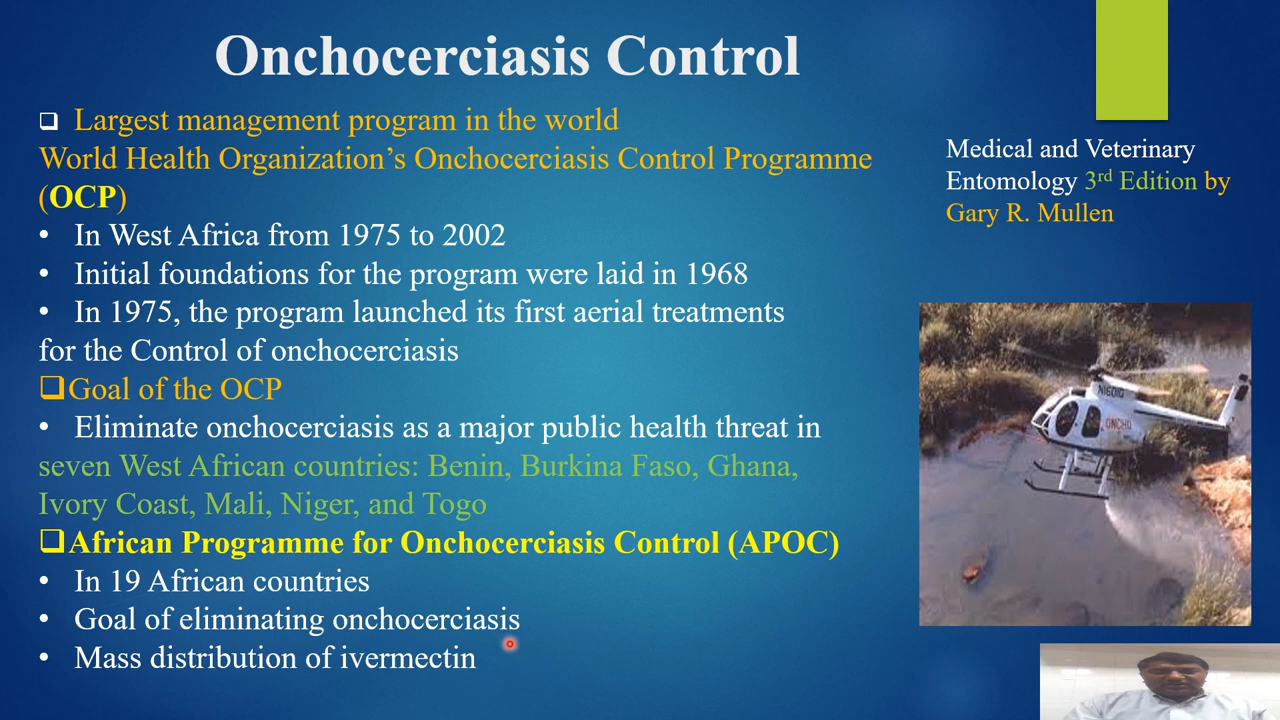 Onchocerciasis Control
Largest management program in the world
World Health Organization’s Onchocerciasis Control Programme
(OCP)
• In West Africa from 1975 to 2002
• Initial foundations for the program were laid in 1968
• In 1975, the program launched its first aerial treatments
for the Control of onchocerciasis
Goal of the OCP
• Eliminate onchocerciasis as a major public health threat in
seven West African countries: Benin, Burkina Faso, Ghana,
Ivory Coast, Mali, Niger, and Togo
African Programme for Onchocerciasis Control (APOC)
• In 19 African countries
• Goal of eliminating onchocerciasis
• Mass distribution of ivermectin
Medical and Veterinary
Entomology 3rd Edition by
Gary R. Mullen
ONCHO